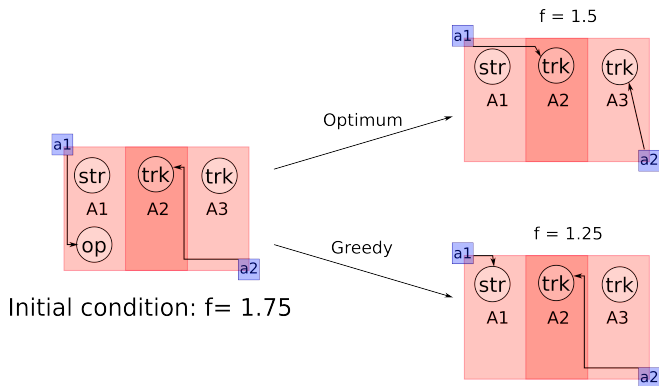 a1
str
trk
trk
A1
A2
A3
op
a2
Initial condition: f= 1.75
Optimum
Greedy
f = 1.5
a1
str
trk
trk
A1
A2
A3
a2
f = 1.25
a1
str
trk
trk
A1
A2
A3
a2